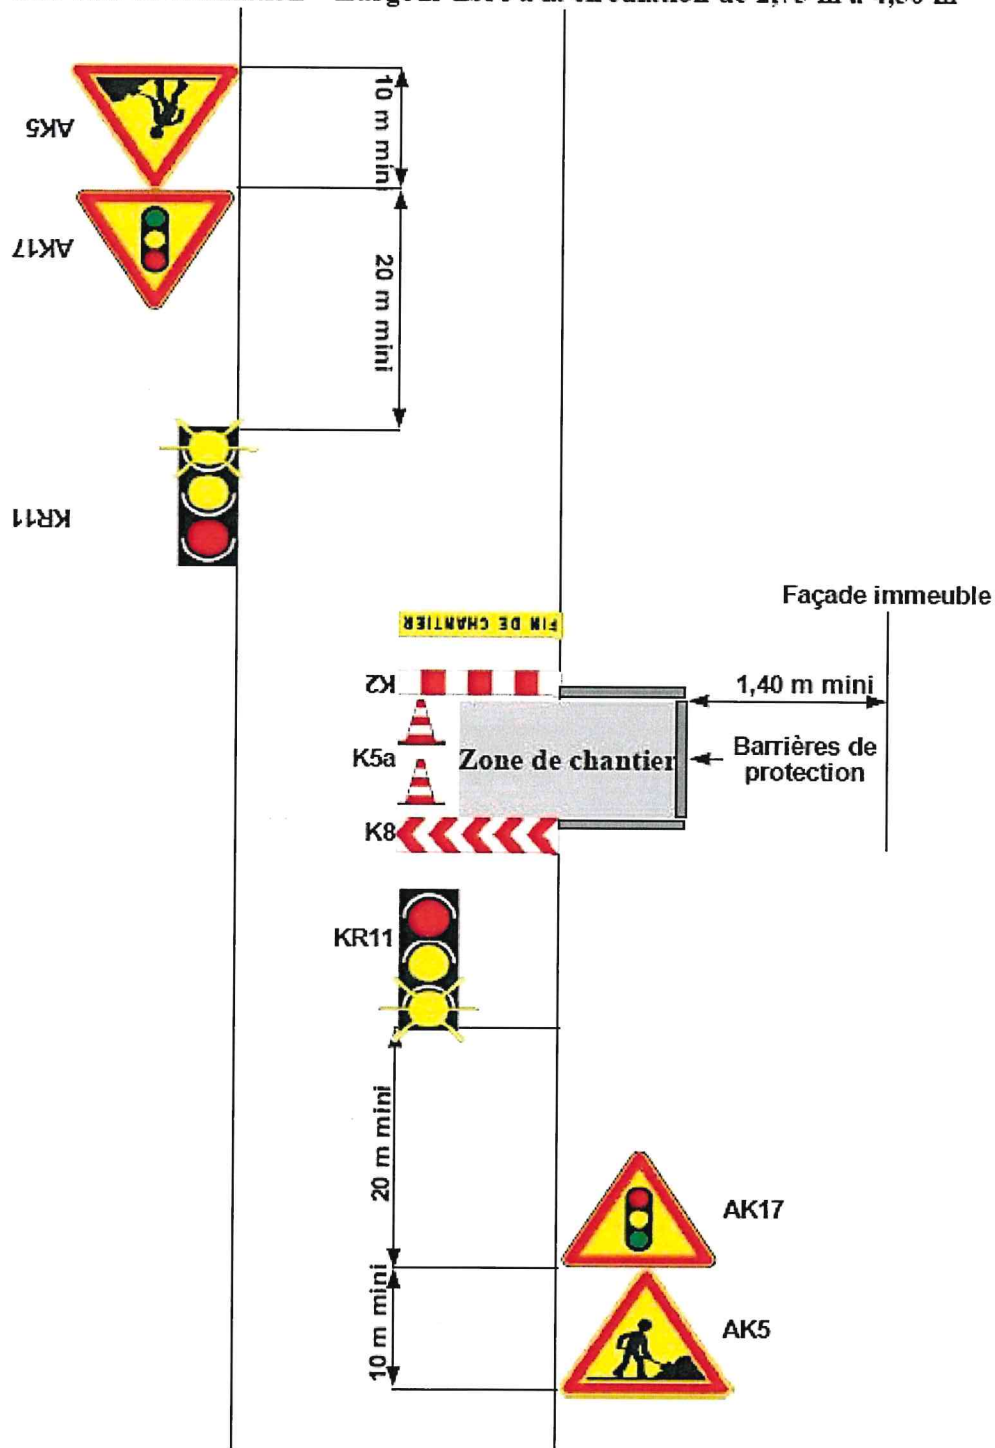 10 m mini
AK5
AK17
20 m mini
KR11
Façade immeuble
FIN DE CHANTIER
K2
1,40 m mini
K5a
Zone de chantier
Barrières de
protection
K8
KR11
20 m mini
AK17
10 m mini
AK5